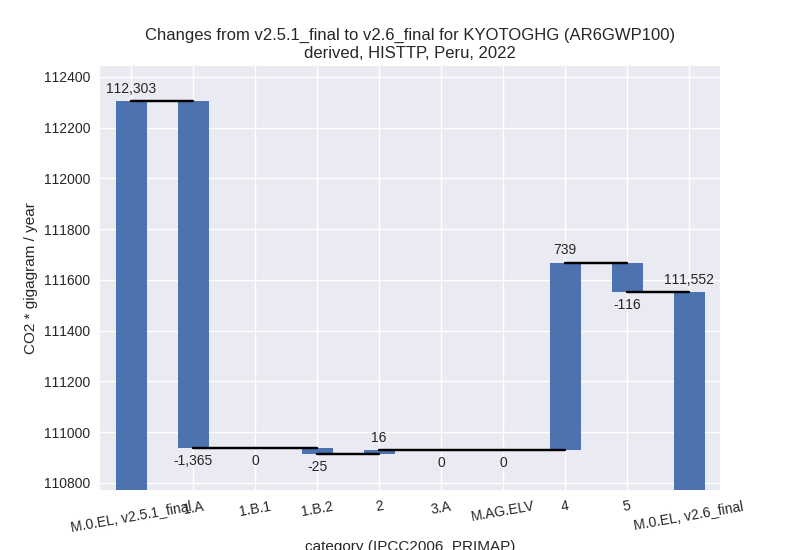 Changes from v2.5.1_final to v2.6_final for KYOTOGHG (AR6GWP100)
derived, HISTTP, Peru, 2022
CO2 * gigagram / year
112400
112200
112000
111800
111600
111400
111200
111000
110800
112,303
-1,365
0
-25
16
0
0
739
-116
111,552
M.0.EL, v2.5.1_final
1.A
1.B.1
1.B.2
2
3.A
M.AG.ELV
4
5
M.0.EL, v2.6_final
category (IPCC2006_PRIMAP)